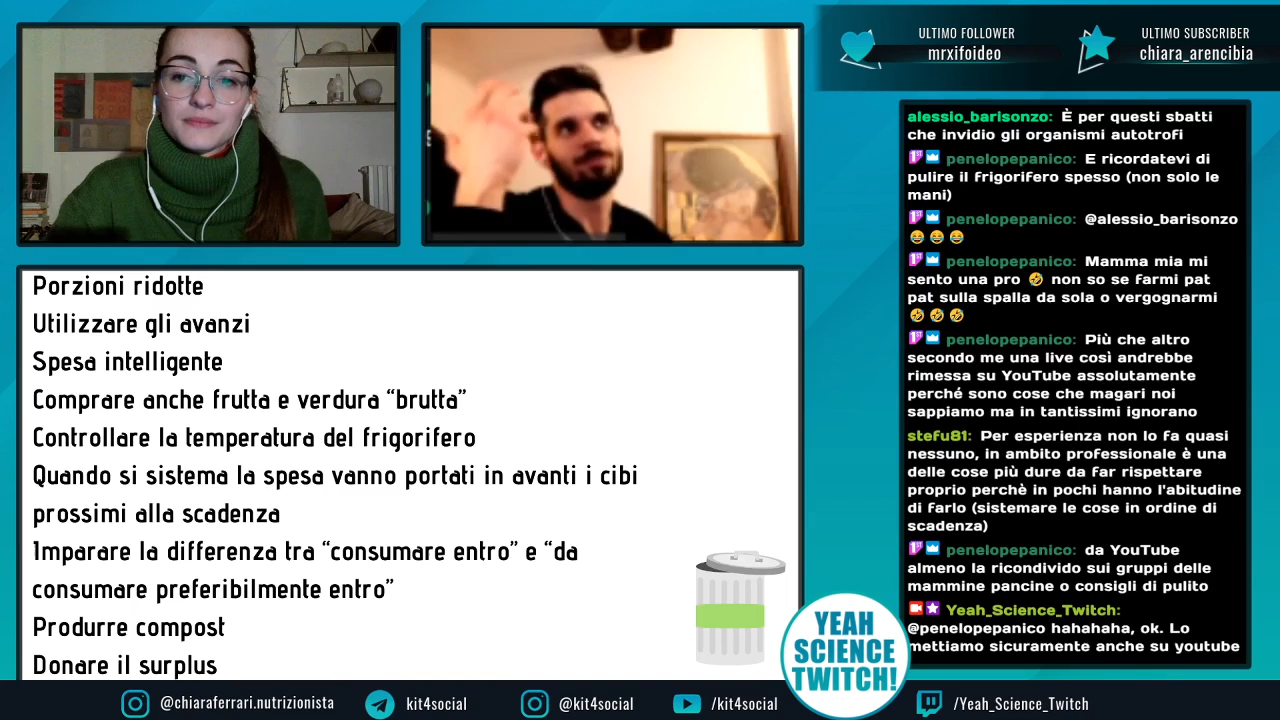 ULTIMO FOLLOWER
mrxifoideo
ULTIMO SUBSCRIBER
chiara_arencibia
Porzioni ridotte
Utilizzare gli avanzi
Spesa intelligente
Comprare anche frutta e verdura “brutta”
Controllare la temperatura del frigorifero
Quando si sistema la spesa vanno portati in avanti i cibi
prossimi alla scadenza
Imparare la differenza tra “consumare entro” e “da
consumare preferibilmente entro”
Produrre compost
Donare il surplus
alessio_barisonzo: È per questi sbatti
che invidio gli organismi autotrofi
1ST penelopepanico: E ricordatevi di
pulire il frigorifero spesso (non solo le
mani)
1ST penelopepanico: @alessio_barisonzo
😂 😂 😂
1ST penelopepanico: Mamma mia mi
sento una pro 🤣 non so se farmi pat
pat sulla spalla da sola o vergognarmi
🤣 🤣 🤣
1ST penelopepanico: Più che altro
secondo me una live così andrebbe
rimessa su YouTube assolutamente
perché sono cose che magari noi
sappiamo ma in tantissimi ignorano
stefu81: Per esperienza non lo fa quasi
nessuno, in ambito professionale è una
delle cose più dure da far rispettare
proprio perchè in pochi hanno l'abitudine
di farlo (sistemare le cose in ordine di
scadenza)
1ST penelopepanico: da YouTube
almeno la ricondivido sui gruppi delle
mammine pancine o consigli di pulito
Yeah_Science_Twitch:
@penelopepanico hahahaha, ok. Lo
mettiamo sicuramente anche su youtube
YEAH
SCIENCE
TWITCH!
@chiaraferrari.nutrizionista
kit4social
@kit4social
/kit4social
/Yeah_Science_Twitch